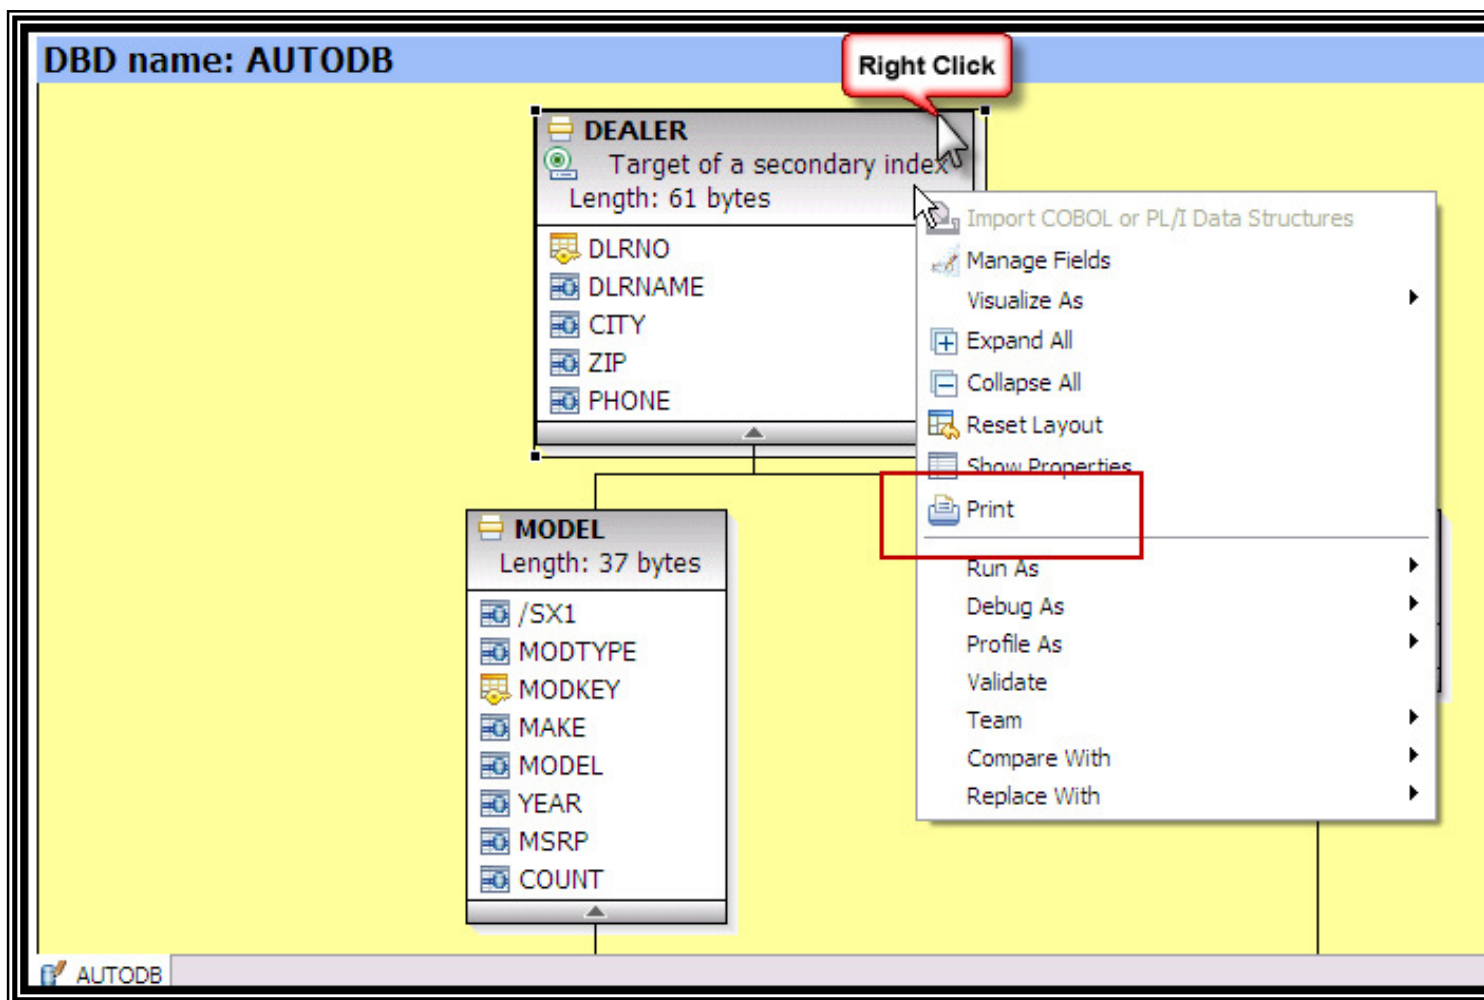 DBD name: AUTODB
Right Click
DEALER
Target of a secondary index
Length: 61 bytes
DLRNO
DLRNAME
CITY
ZIP
PHONE
Import COBOL or PL/I Data Structures
Manage Fields
Visualize As
Expand All
Collapse All
Reset Layout
Show Properties
Print
Run As
Debug As
Profile As
Validate
Team
Compare With
Replace With
MODEL
Length: 37 bytes
/SX1
MODTYPE
MODKEY
MAKE
MODEL
YEAR
MSRP
COUNT
AUTODB